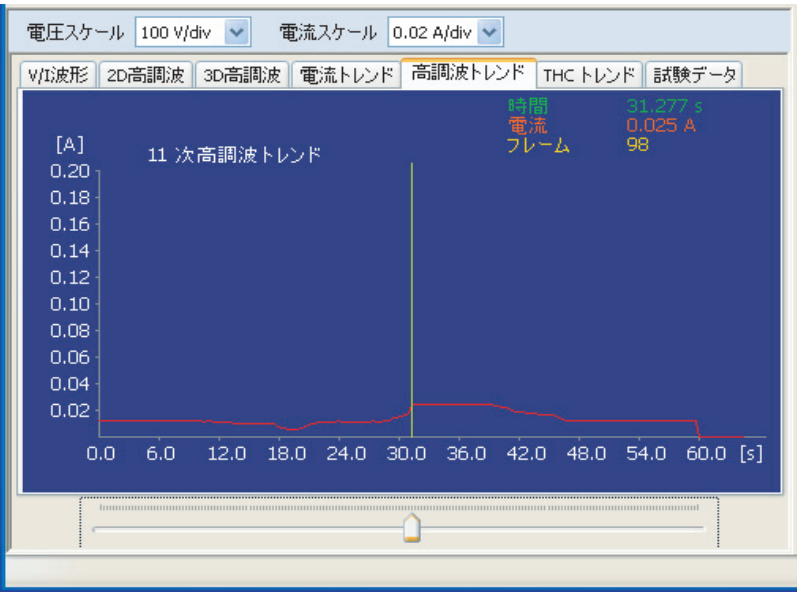 電圧スケール 100 V/div 電流スケール 0.02 A/div
V/I波形 2D高調波 3D高調波 電流トレンド 高調波トレンド THCトレンド 試験データ
時間 31.277 s
電流 0.025 A
フレーム 98
[A]
11 次高調波トレンド
0.20
0.18
0.16
0.14
0.12
0.10
0.08
0.06
0.04
0.02
0.0 6.0 12.0 18.0 24.0 30.0 36.0 42.0 48.0 54.0 60.0 [s]